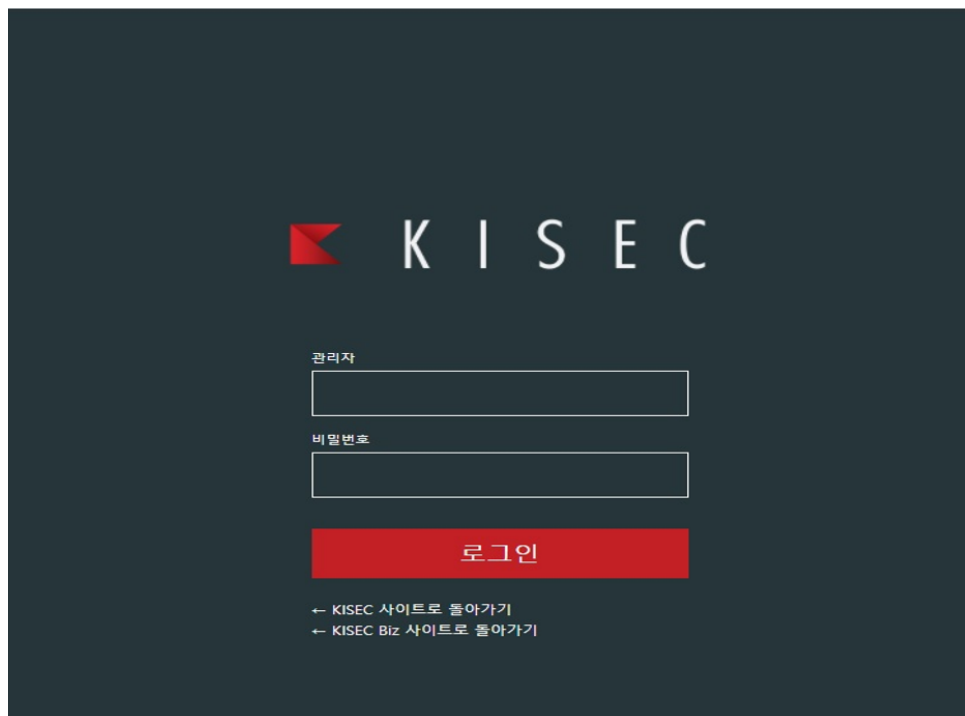 K I S E C
관리자
비밀번호
로그인
← KISEC 사이트로 돌아가기
← KISEC Biz 사이트로 돌아가기